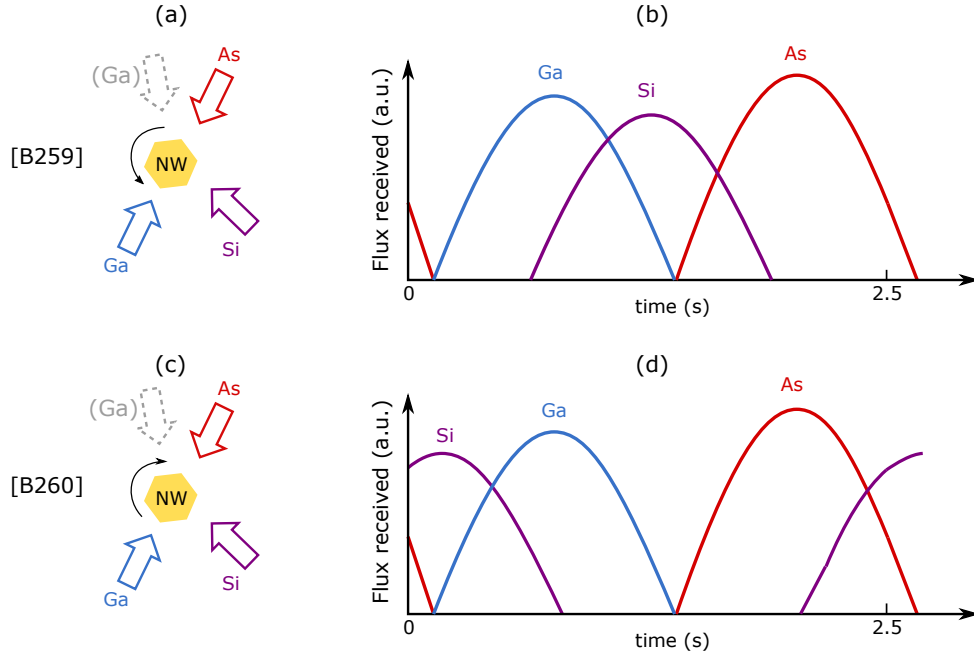 (a)
(b)
As
(Ga)
[B259]
NW
Ga
Si
Flux received (a.u.)
Ga
Si
As
0
2.5
time (s)
(c)
(d)
As
(Ga)
[B260]
NW
Ga
Si
Flux received (a.u.)
Si
Ga
As
0
2.5
time (s)